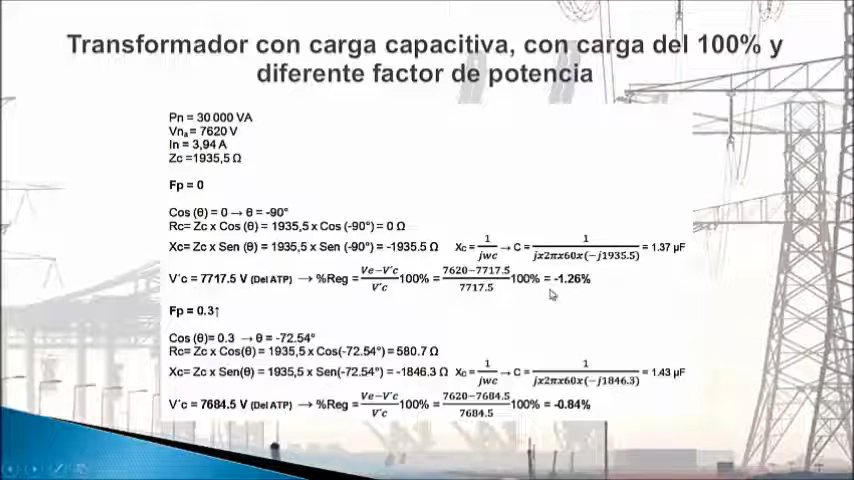 Transformador con carga capacitiva, con carga del 100% y
diferente factor de potencia
Pn = 30 000 VA
Vnₐ = 7620 V
In = 3,94 A
Zc =1935,5 Ω
Fp = 0
Cos (θ) = 0 → θ = -90°
Rc= Zc x Cos (θ) = 1935,5 x Cos (-90°) = 0 Ω
Xc= Zc x Sen (θ) = 1935,5 x Sen (-90°) = -1935.5 Ω Xc = 1/jwc → C = 1/(jx2πx60x(−j1935.5)) = 1.37 µF
V´c = 7717.5 V (Del ATP) → %Reg = (Ve−V´c)/V´c 100% = (7620−7717.5)/7717.5 100% = -1.26%
Fp = 0.3↑
Cos (θ)= 0.3 → θ = -72.54°
Rc= Zc x Cos(θ) = 1935,5 x Cos(-72.54°) = 580.7 Ω
Xc= Zc x Sen(θ) = 1935,5 x Sen(-72.54°) = -1846.3 Ω Xc = 1/jwc → C = 1/(jx2πx60x(−j1846.3)) = 1.43 µF
V´c = 7684.5 V (Del ATP) → %Reg = (Ve−V´c)/V´c 100% = (7620−7684.5)/7684.5 100% = -0.84%